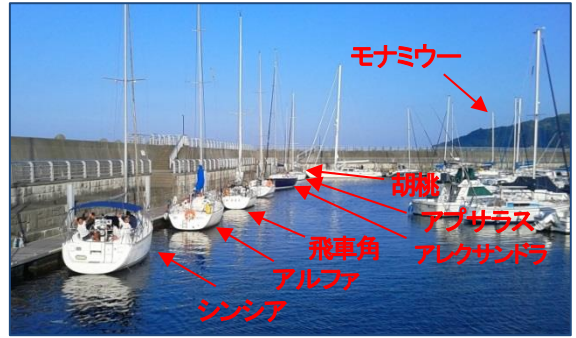 モナミウー
胡桃
アプサラス
アレクサンドラ
飛車角
アルファ
シンシア